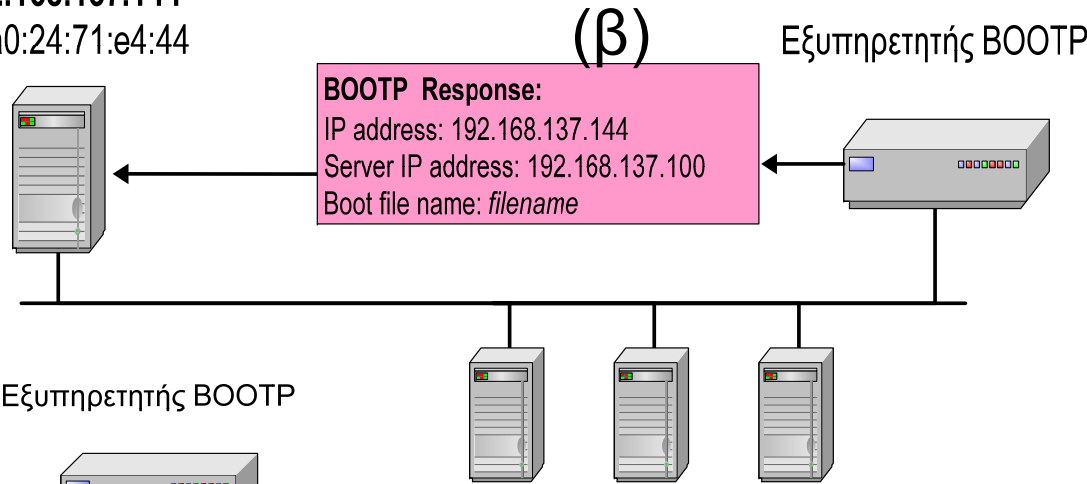 (β)
a0:24:71:e4:44
Εξυπηρετητής BOOTP
BOOTP Response:
IP address: 192.168.137.144
Server IP address: 192.168.137.100
Boot file name: filename
Εξυπηρετητής BOOTP